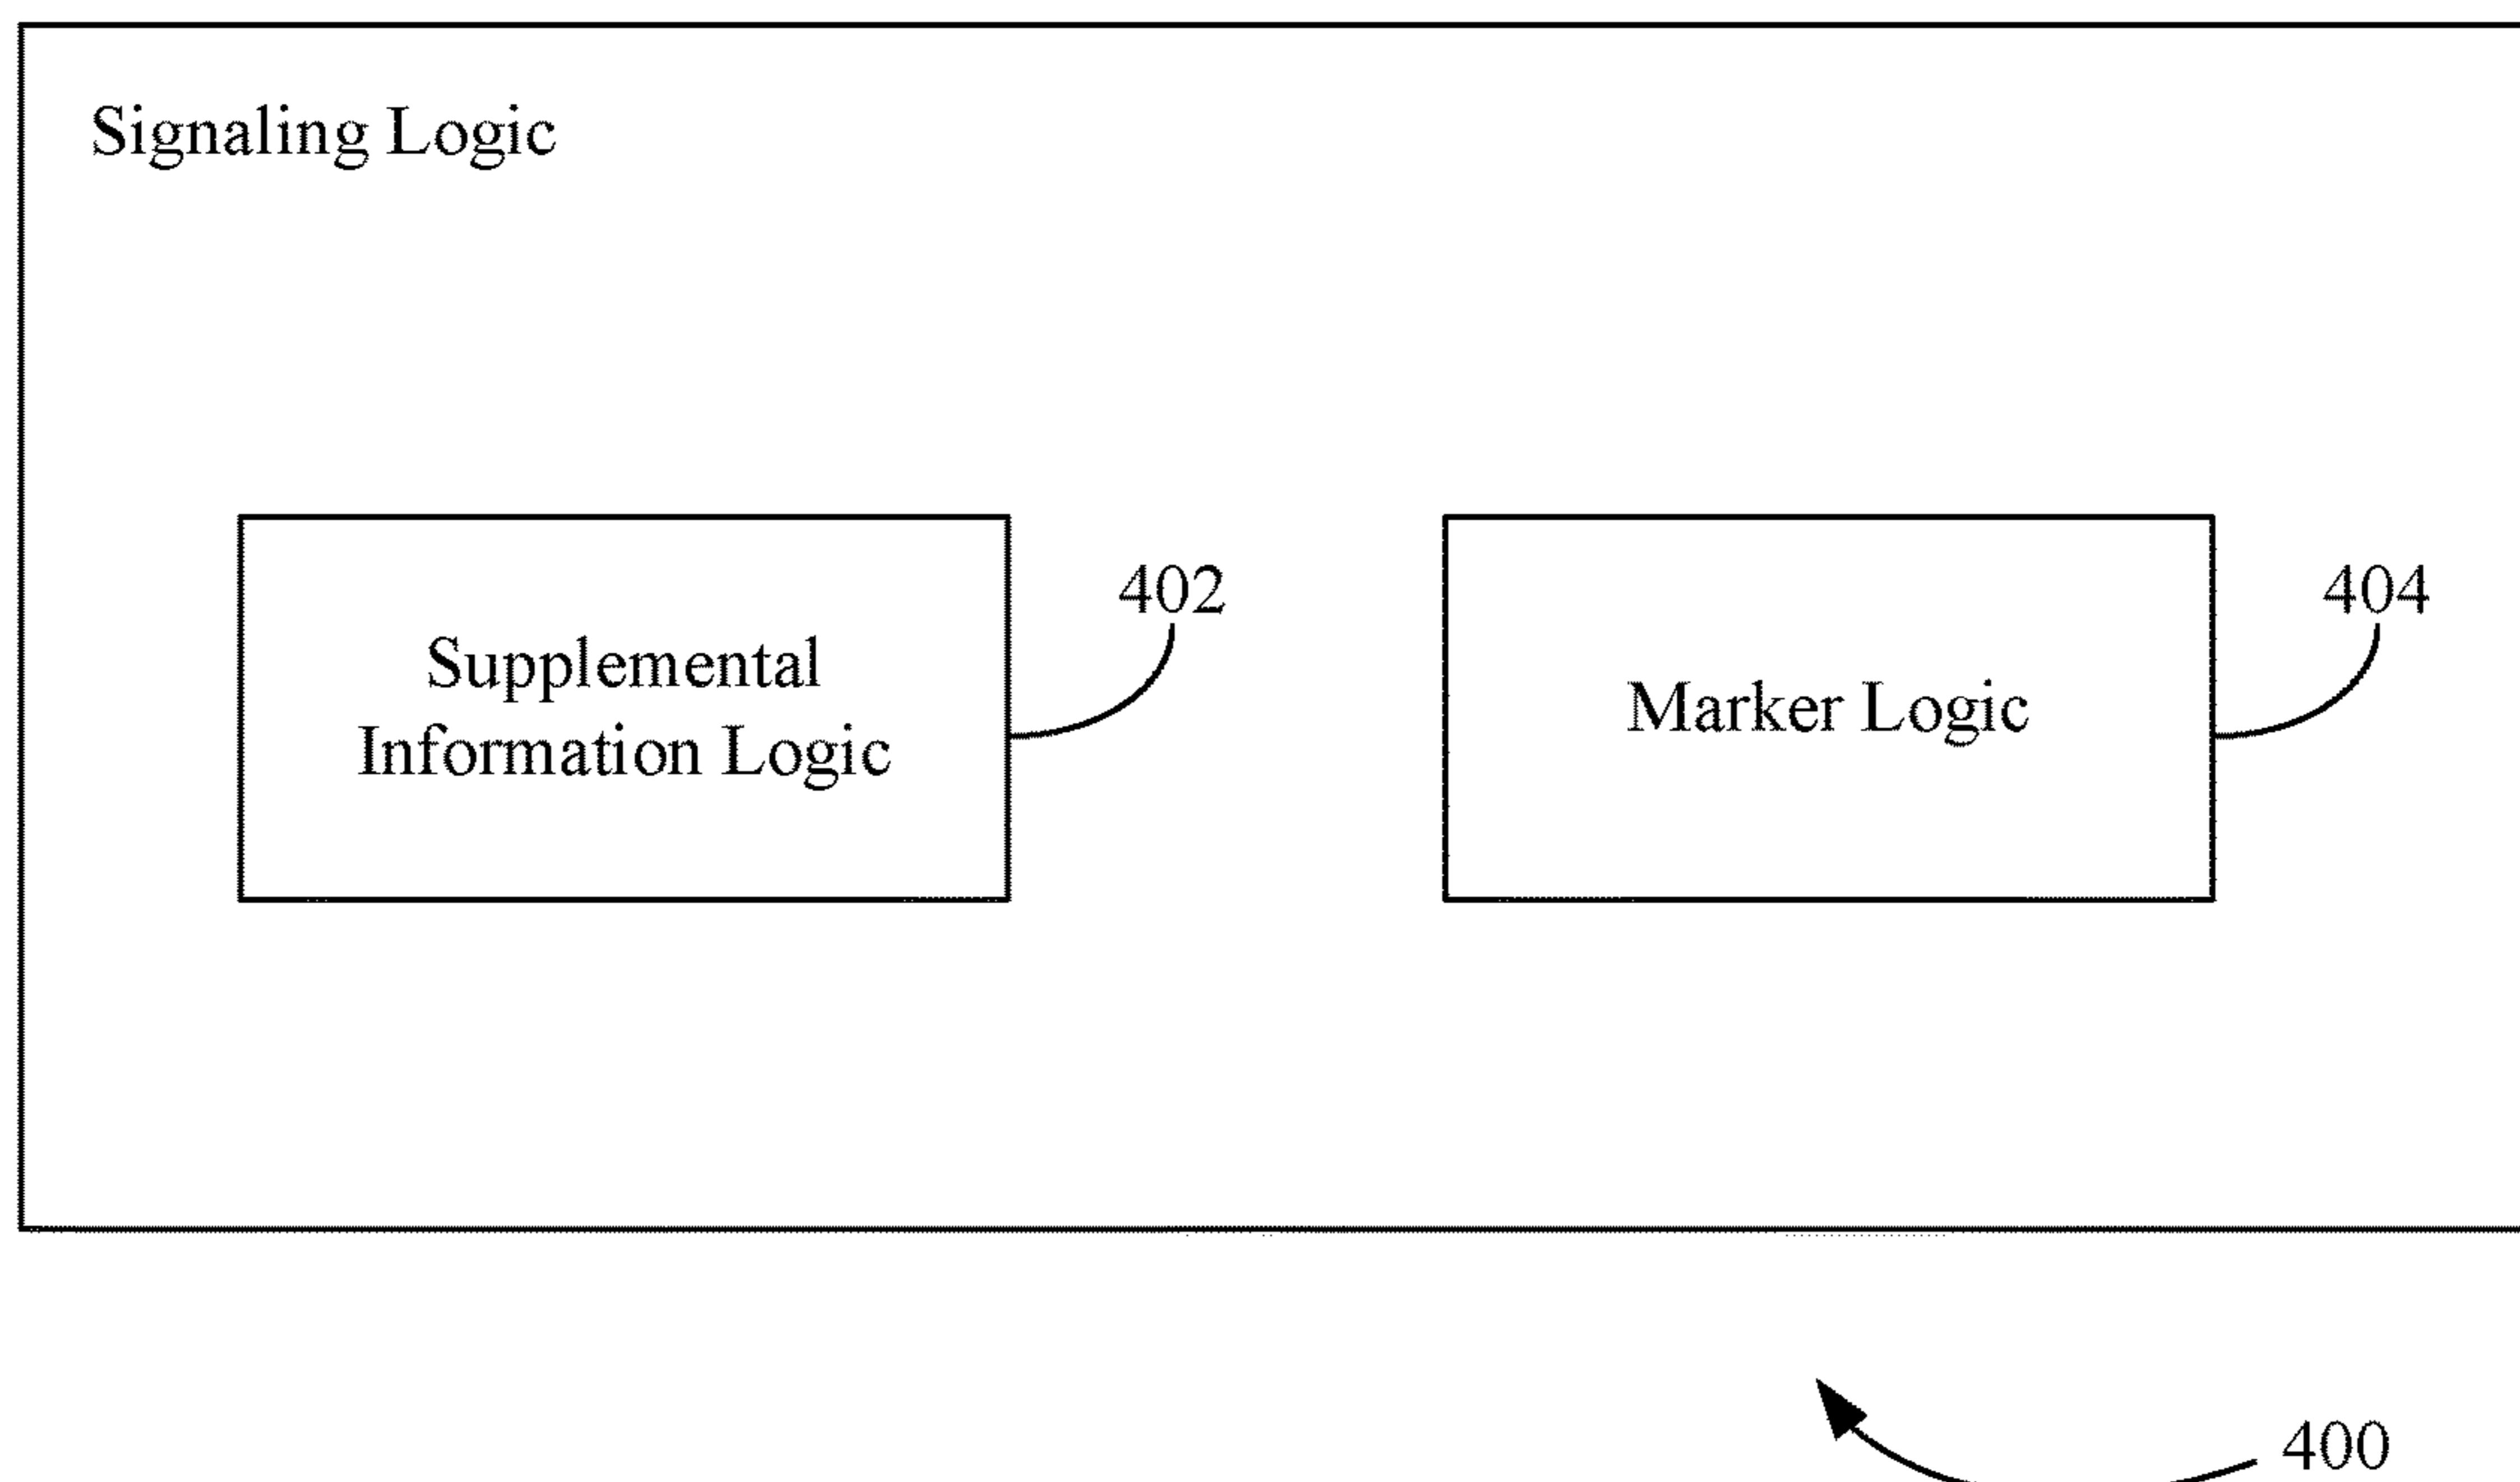 Signaling Logic
402
404
Supplemental
Information Logic
Marker Logic
400